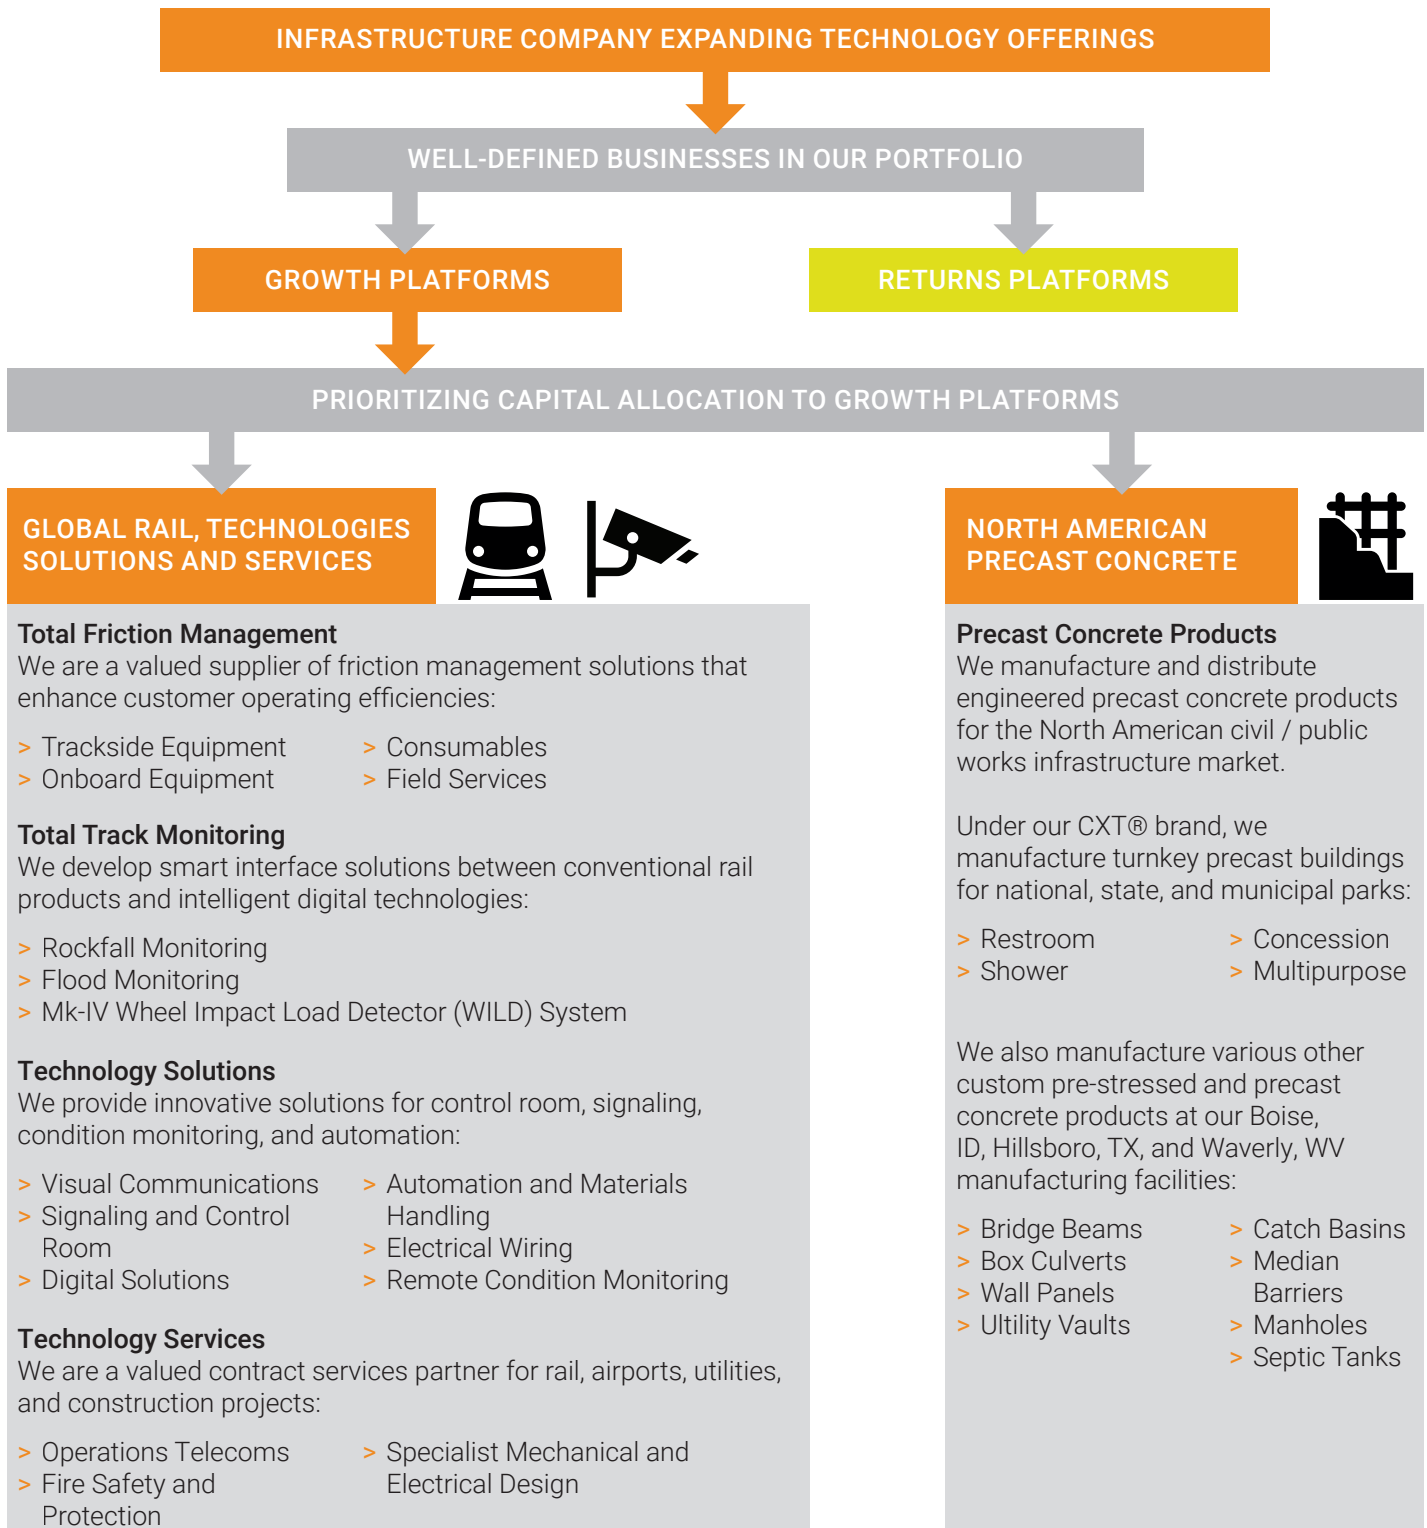 INFRASTRUCTURE COMPANY EXPANDING TECHNOLOGY OFFERINGS
WELL-DEFINED BUSINESSES IN OUR PORTFOLIO
GROWTH PLATFORMS
RETURNS PLATFORMS
PRIORITIZING CAPITAL ALLOCATION TO GROWTH PLATFORMS
GLOBAL RAIL, TECHNOLOGIES
SOLUTIONS AND SERVICES
Total Friction Management
We are a valued supplier of friction management solutions that
enhance customer operating efficiencies:
> Trackside Equipment
> Onboard Equipment
> Consumables
> Field Services
Total Track Monitoring
We develop smart interface solutions between conventional rail
products and intelligent digital technologies:
> Rockfall Monitoring
> Flood Monitoring
> Mk-IV Wheel Impact Load Detector (WILD) System
Technology Solutions
We provide innovative solutions for control room, signaling,
condition monitoring, and automation:
> Visual Communications
> Signaling and Control
Room
> Digital Solutions
> Automation and Materials
Handling
> Electrical Wiring
> Remote Condition Monitoring
Technology Services
We are a valued contract services partner for rail, airports, utilities,
and construction projects:
> Operations Telecoms
> Fire Safety and
Protection
> Specialist Mechanical and
Electrical Design
NORTH AMERICAN
PRECAST CONCRETE
Precast Concrete Products
We manufacture and distribute
engineered precast concrete products
for the North American civil / public
works infrastructure market.
Under our CXT® brand, we
manufacture turnkey precast buildings
for national, state, and municipal parks:
> Restroom
> Shower
> Concession
> Multipurpose
We also manufacture various other
custom pre-stressed and precast
concrete products at our Boise,
ID, Hillsboro, TX, and Waverly, WV
manufacturing facilities:
> Bridge Beams
> Box Culverts
> Wall Panels
> Ultility Vaults
> Catch Basins
> Median
Barriers
> Manholes
> Septic Tanks